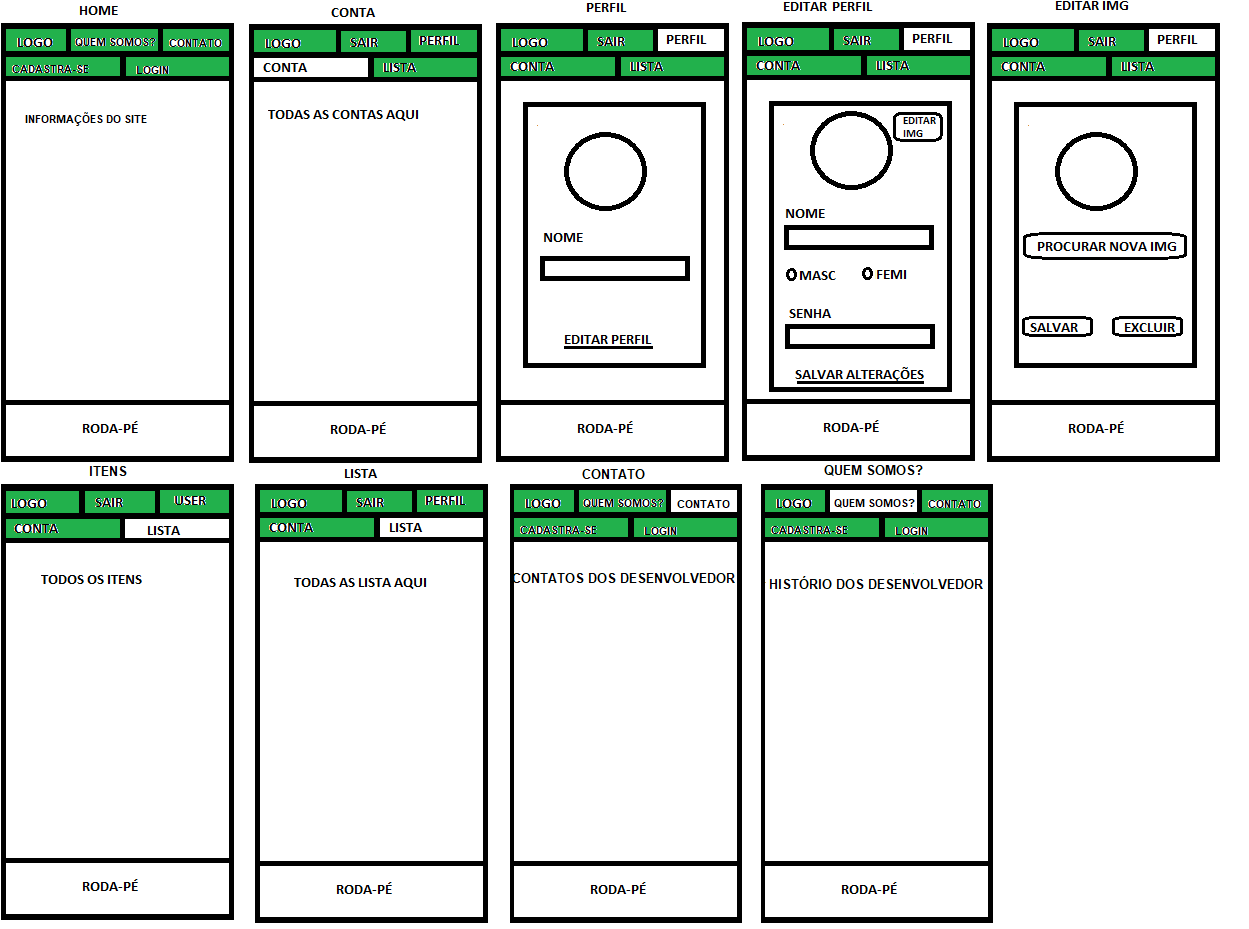 HOME
LOGO
QUEM SOMOS?
CONTATO
CADASTRA-SE
LOGIN
INFORMAÇÕES DO SITE
RODA-PÉ
CONTA
LOGO
SAIR
PERFIL
CONTA
LISTA
TODAS AS CONTAS AQUI
RODA-PÉ
PERFIL
LOGO
SAIR
PERFIL
CONTA
LISTA
NOME
EDITAR PERFIL
RODA-PÉ
EDITAR PERFIL
LOGO
SAIR
PERFIL
CONTA
LISTA
EDITAR
IMG
NOME
MASC
FEMI
SENHA
SALVAR ALTERAÇÕES
RODA-PÉ
EDITAR IMG
LOGO
SAIR
PERFIL
CONTA
LISTA
PROCURAR NOVA IMG
SALVAR
EXCLUIR
RODA-PÉ
ITENS
LOGO
SAIR
USER
CONTA
LISTA
TODOS OS ITENS
RODA-PÉ
LISTA
LOGO
SAIR
PERFIL
CONTA
LISTA
TODAS AS LISTA AQUI
RODA-PÉ
CONTATO
LOGO
QUEM SOMOS?
CONTATO
CADASTRA-SE
LOGIN
CONTATOS DOS DESENVOLVEDOR
RODA-PÉ
QUEM SOMOS?
LOGO
QUEM SOMOS?
CONTATO
CADASTRA-SE
LOGIN
HISTÓRIO DOS DESENVOLVEDOR
RODA-PÉ